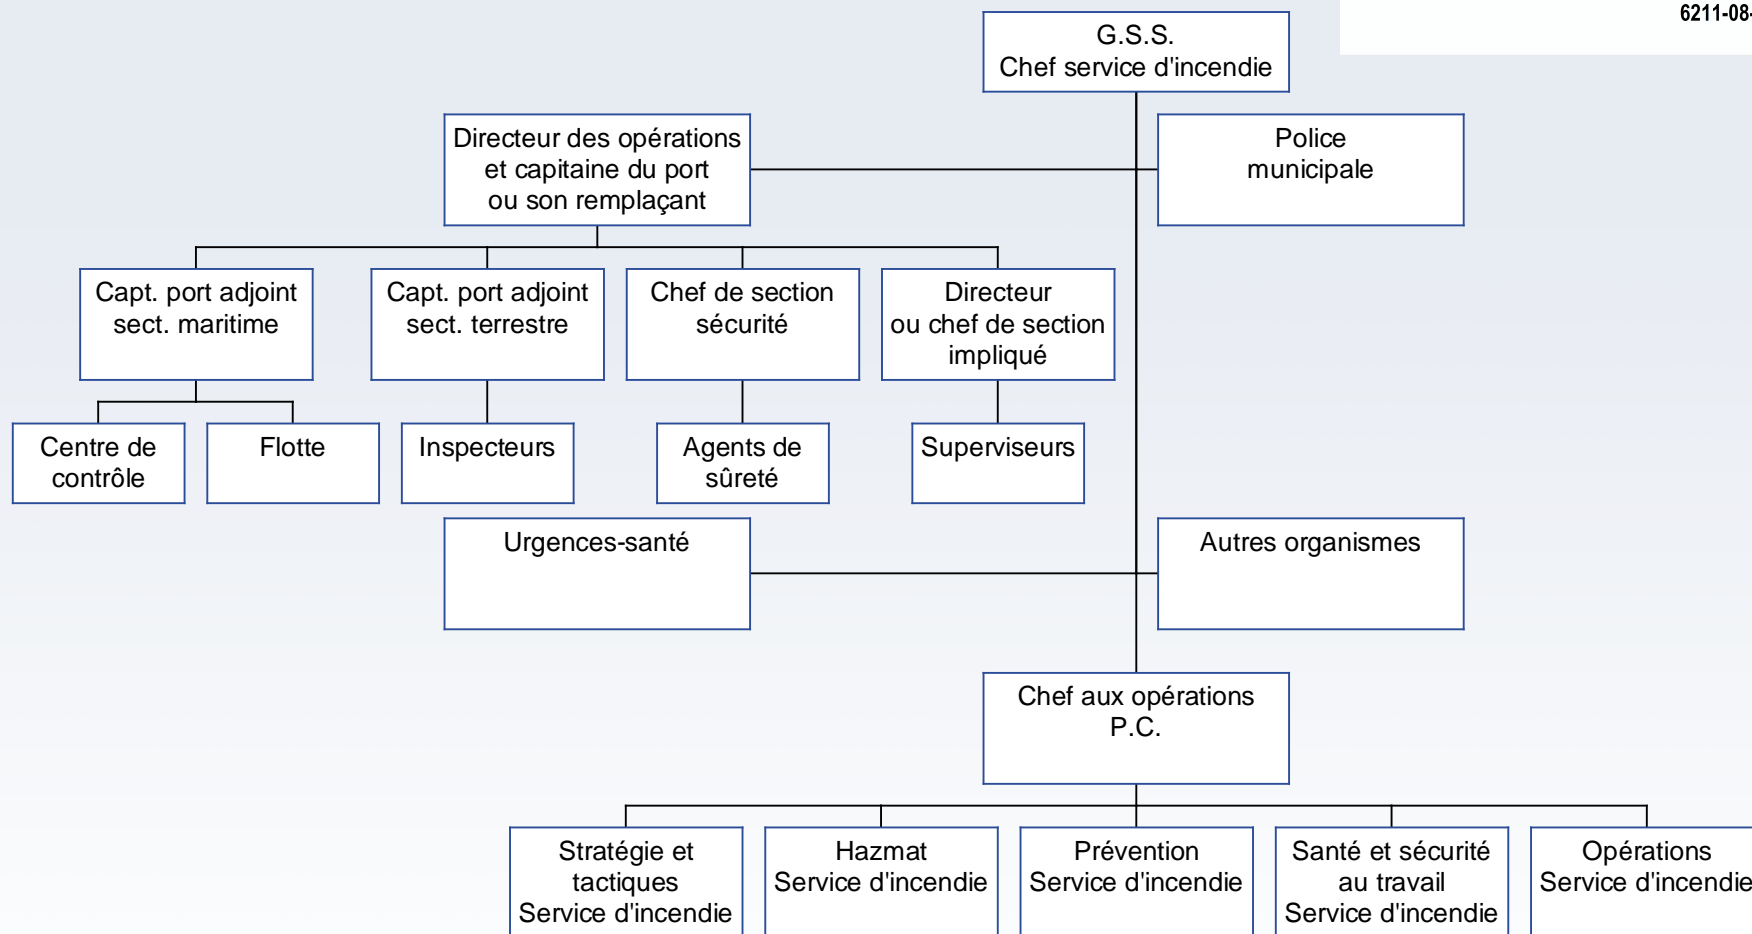 6211-08-
G.S.S.
Chef service d'incendie
Directeur des opérations
et capitaine du port
ou son remplaçant
Police
municipale
Capt. port adjoint
sect. maritime
Capt. port adjoint
sect. terrestre
Chef de section
sécurité
Directeur
ou chef de section
impliqué
Centre de
contrôle
Flotte
Inspecteurs
Agents de
sûreté
Superviseurs
Urgences-santé
Autres organismes
Chef aux opérations
P.C.
Stratégie et
tactiques
Service d'incendie
Hazmat
Service d'incendie
Prévention
Service d'incendie
Santé et sécurité
au travail
Service d'incendie
Opérations
Service d'incendie